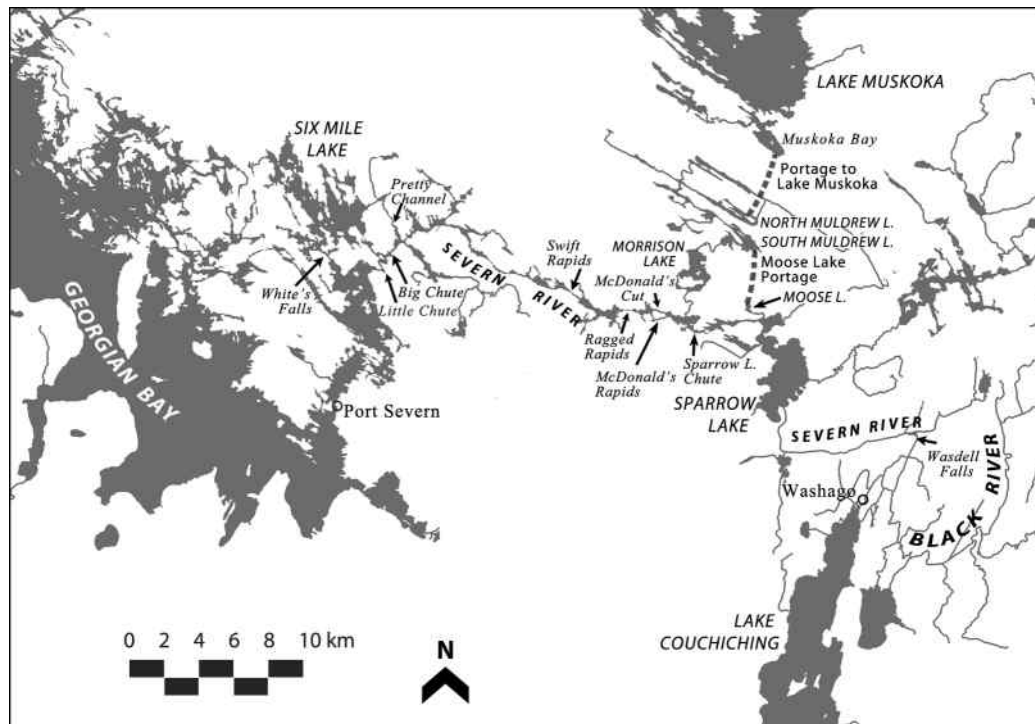 LAKE MUSKOKA
SIX MILE
LAKE
Muskoka Bay
Pretty
Channel
Portage to
Lake Muskoka
NORTH MULDREW L.
SOUTH MULDREW L.
SEVERN
RIVER
Swift
Rapids
MORRISON
LAKE
Moose Lake
Portage
McDonald's
Cut
MOOSE L.
White's
Falls
Big Chute
Little Chute
GEORGIAN BAY
Ragged
Rapids
McDonald's
Rapids
Sparrow L.
Chute
SPARROW
LAKE
Port Severn
SEVERN RIVER
Wasdell
Falls
Washago
BLACK RIVER
LAKE
COUCHICHING
0 2 4 6 8 10 km
N